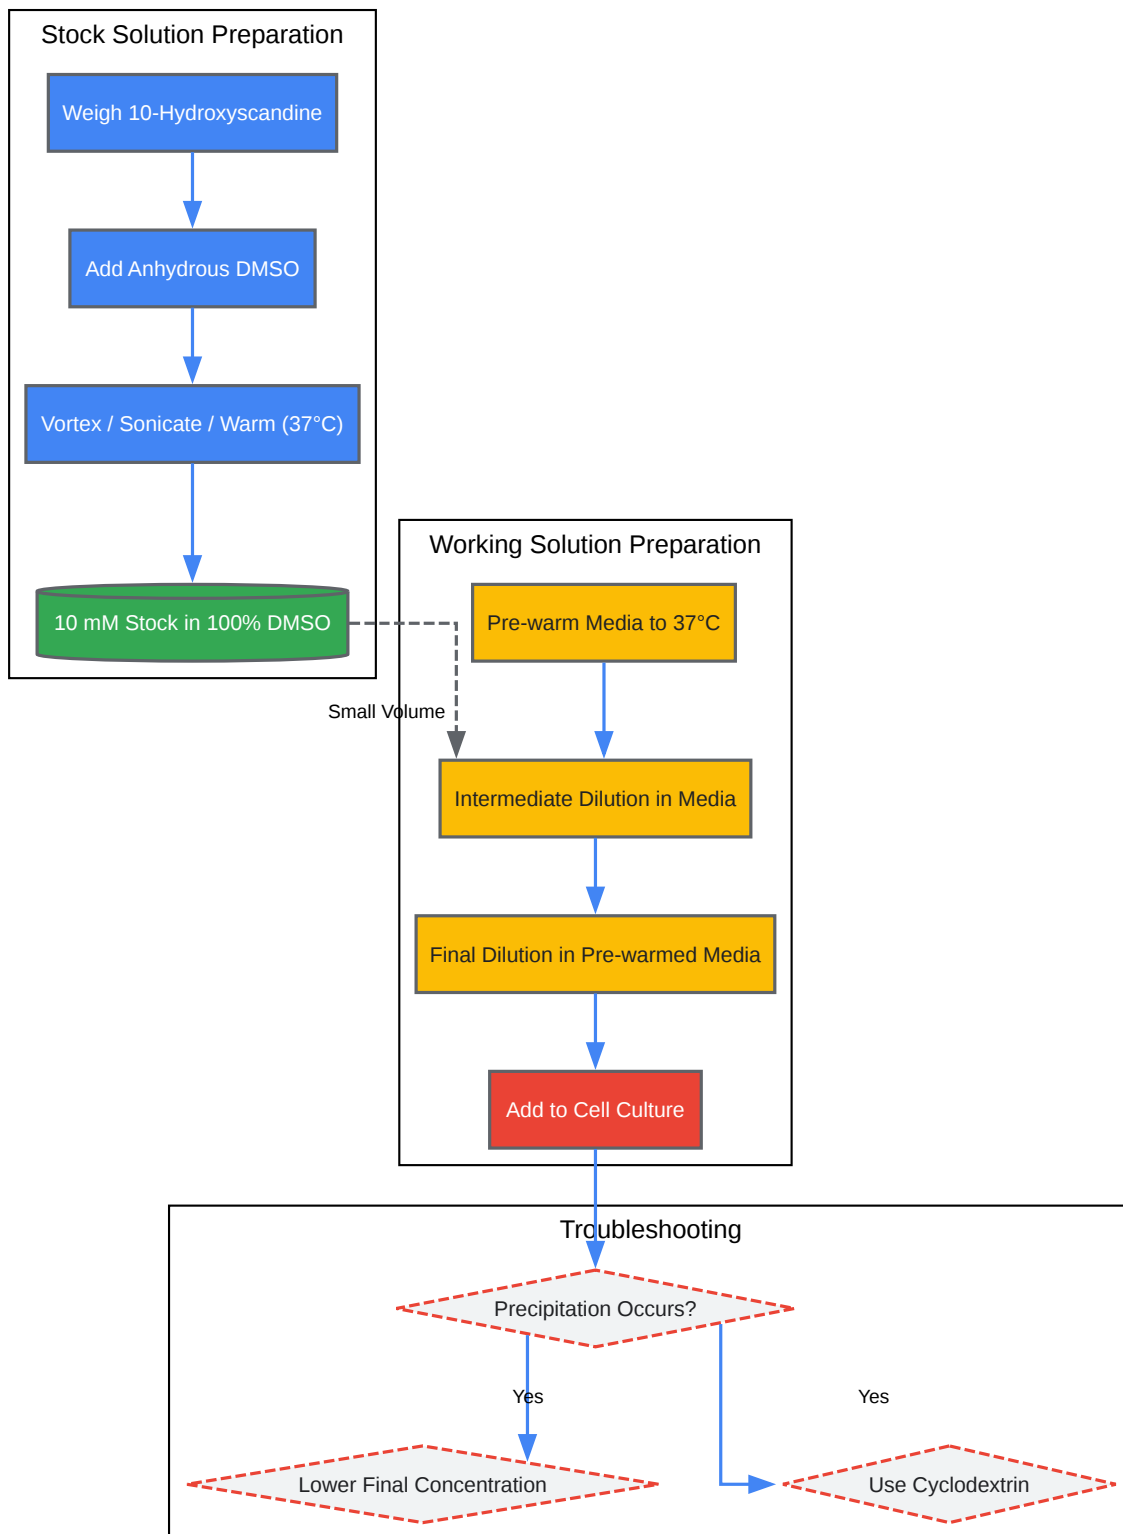 Stock Solution Preparation
Weigh 10-Hydroxyscandine
Add Anhydrous DMSO
Vortex / Sonicate / Warm (37°C)
10 mM Stock in 100% DMSO
Small Volume
Working Solution Preparation
Pre-warm Media to 37°C
Intermediate Dilution in Media
Final Dilution in Pre-warmed Media
Add to Cell Culture
Troubleshooting
Precipitation Occurs?
Yes
Yes
Lower Final Concentration
Use Cyclodextrin